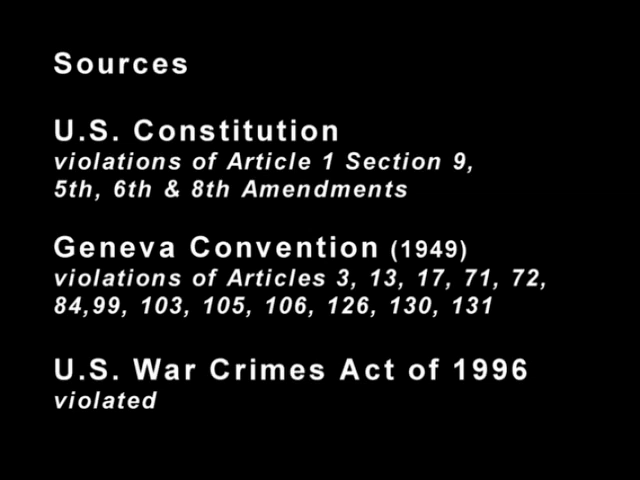 Sources
U.S. Constitution
violations of Article 1 Section 9,
5th, 6th & 8th Amendments
Geneva Convention (1949)
violations of Articles 3, 13, 17, 71, 72,
84,99, 103, 105, 106, 126, 130, 131
U.S. War Crimes Act of 1996
violated